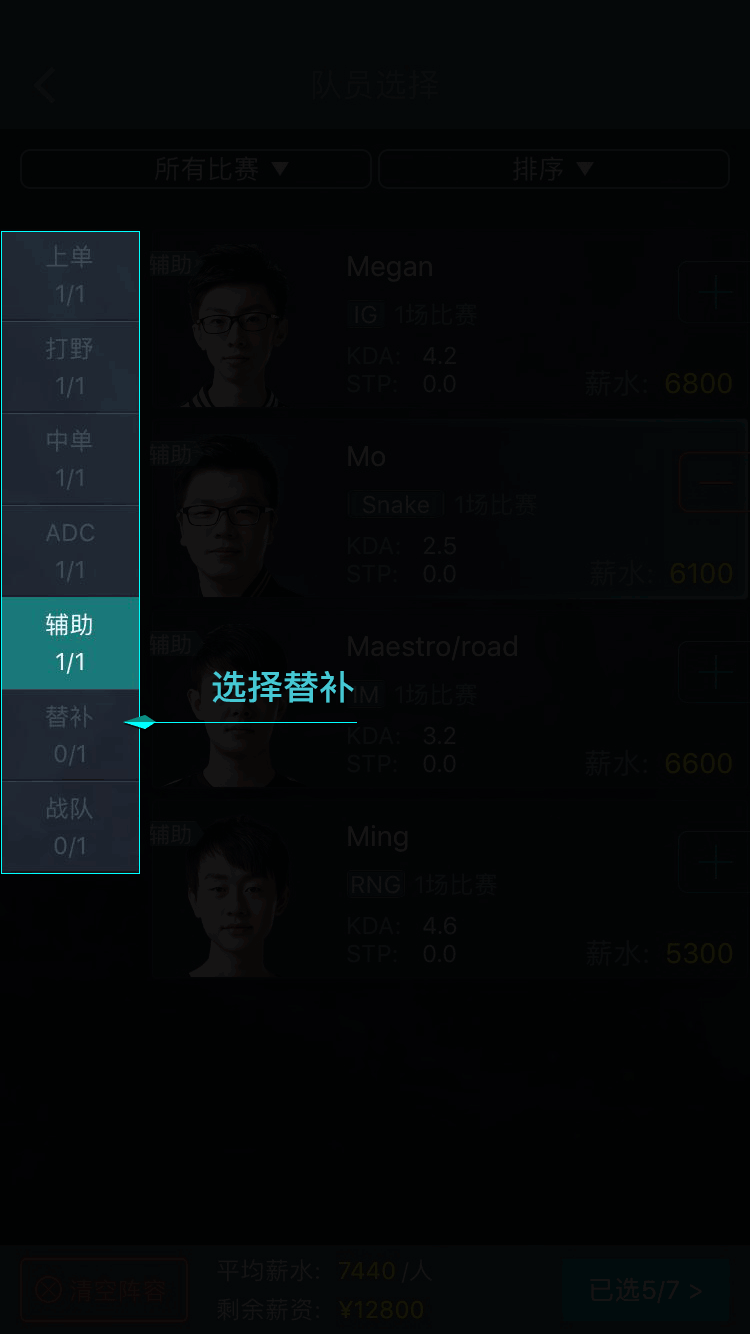 队员选择
所有比赛 ▼
排序 ▼
上单
1/1
打野
1/1
中单
1/1
ADC
1/1
辅助
1/1
替补
0/1
战队
0/1
选择替补
辅助
Megan
IG 1场比赛
KDA: 4.2
STP: 0.0
薪水: 6800
辅助
Mo
Snake 1场比赛
KDA: 2.5
STP: 0.0
薪水: 6100
辅助
Maestro/road
IM 1场比赛
KDA: 3.2
STP: 0.0
薪水: 6600
辅助
Ming
RNG 1场比赛
KDA: 4.6
STP: 0.0
薪水: 5300
清空阵容
平均薪水: 7440/人
剩余薪资: ¥12800
已选5/7 >